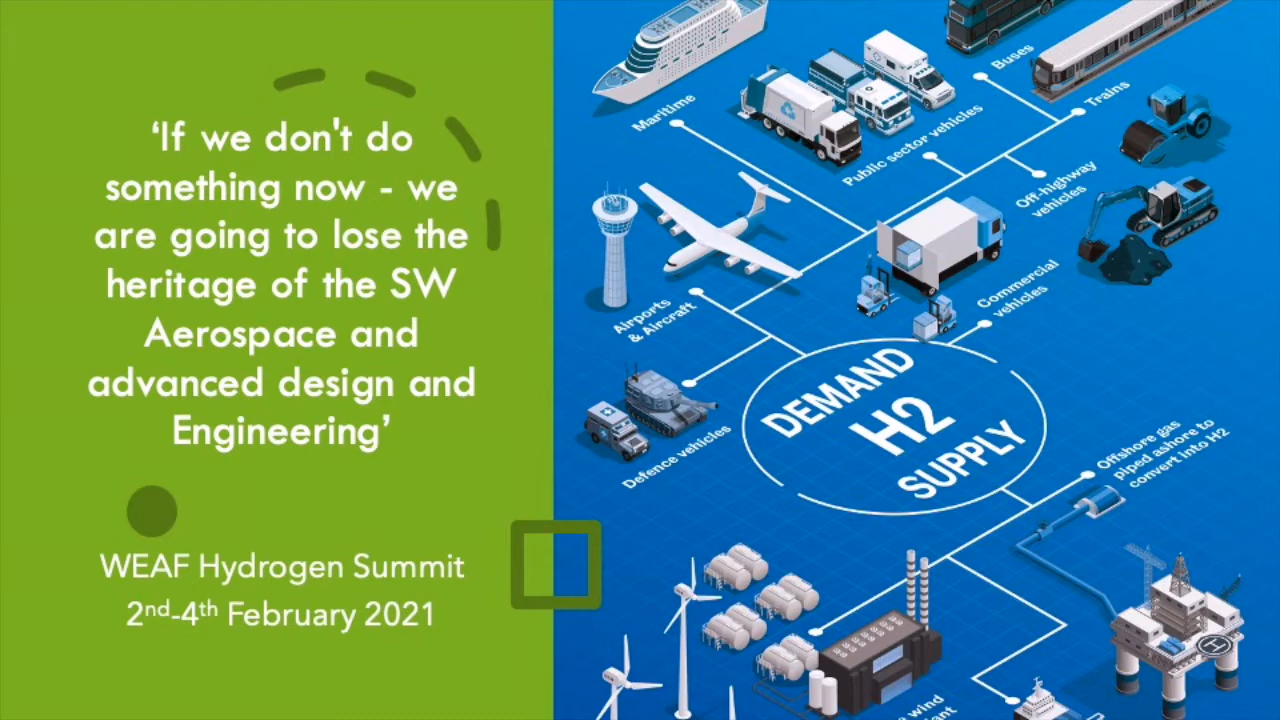 ‘If we don't do
something now - we
are going to lose the
heritage of the SW
Aerospace and
advanced design and
Engineering’
WEAF Hydrogen Summit
2nd-4th February 2021
Buses
Trains
Maritime
Public sector vehicles
Off-highway
vehicles
Commercial
vehicles
Airports
& Aircraft
Defence vehicles
DEMAND
H2
SUPPLY
Offshore gas
piped ashore to
convert into H2
H
wind